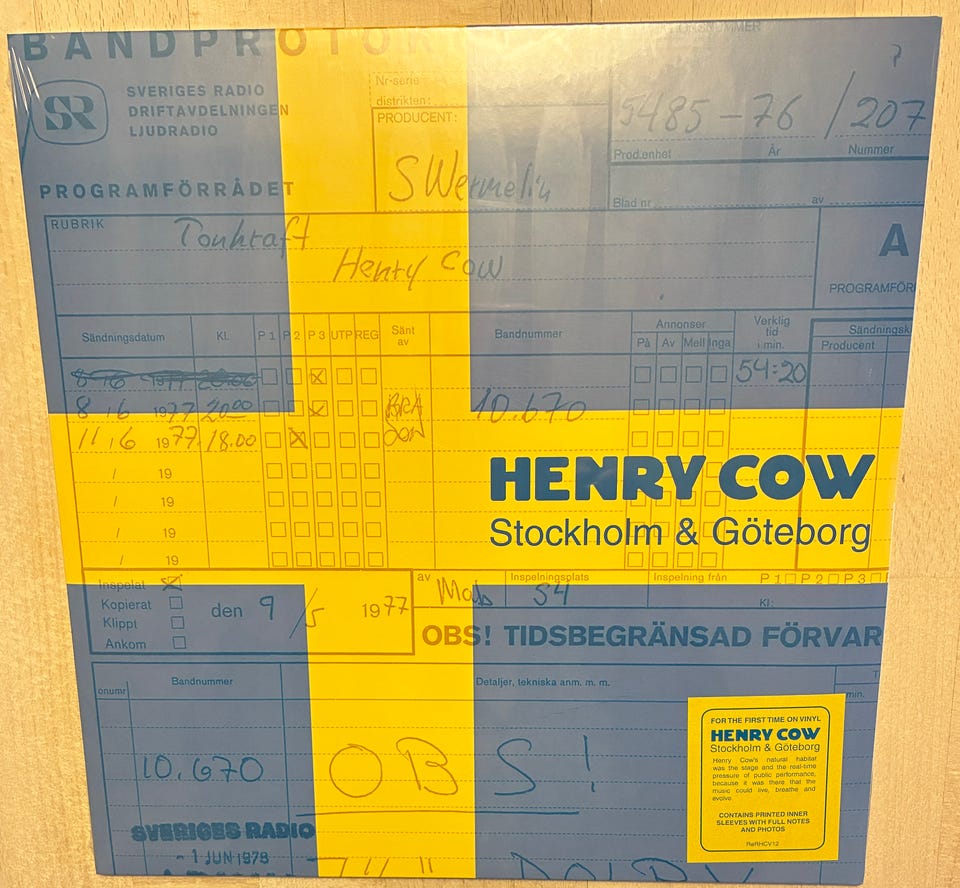 BANDPROTOK
SR
SVERIGES RADIO
DRIFTAVDELNINGEN
LJUDRADIO
PROGRAMFÖRRÅDET
Nr-serie
distrikten:
PRODUCENT:
SWermelin
5485-76 / 207
Prod.enhet År Nummer
Blad nr av
RUBRIK
Tonkraft
Henry Cow
A
PROGRAMFÖR
Sändningsdatum Kl. P 1 P 2 P 3 UTP REG Sänt av Bandnummer Annonser På Av Mell Inga Verklig tid i min. Sändningsk
Producent
54:20
8 / 6 1977 20.00 10.670
11 / 6 1977 18.00
/ 19
/ 19
/ 19
/ 19
HENRY COW
Stockholm & Göteborg
Inspelat
Kopierat
Klippt
Ankom
den 9/5 1977
av Inspelningsplats Inspelning från P 1 P 2 P 3
S4 Kl:
OBS! TIDSBEGRÄNSAD FÖRVAR
onumr Bandnummer Detaljer, tekniska anm. m. m.
min.
10.670 OBS!
SVERIGES RADIO
- 1 JUN 1978
FOR THE FIRST TIME ON VINYL
HENRY COW
Stockholm & Göteborg
Henry Cow's natural habitat
was the stage and the real-time
pressure of public performance,
because it was there that the
music could live, breathe and
evolve.
CONTAINS PRINTED INNER
SLEEVES WITH FULL NOTES
AND PHOTOS
ReRHCV12